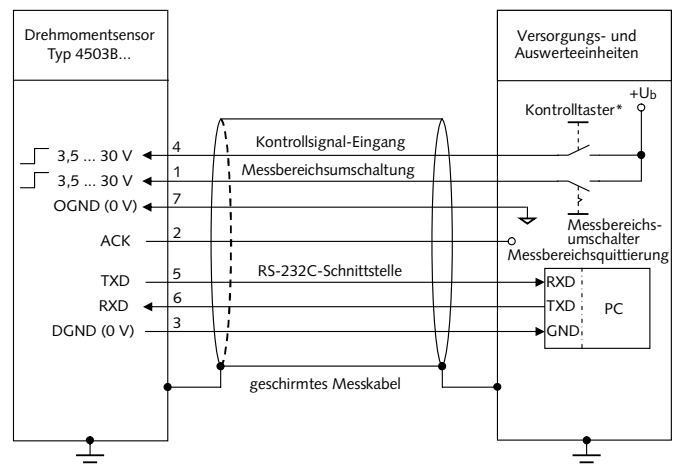 Drehmomentsensor
Typ 4503B...
Versorgungs- und
Auswerteeinheiten
+Ub
Kontrolltaster*
3,5 ... 30 V
4
Kontrollsignal-Eingang
3,5 ... 30 V
1
Messbereichsumschaltung
OGND (0 V)
7
Messbereichs-
umschalter
ACK
2
Messbereichsquittierung
TXD
5
RS-232C-Schnittstelle
RXD
RXD
6
TXD
PC
DGND (0 V)
3
GND
geschirmtes Messkabel